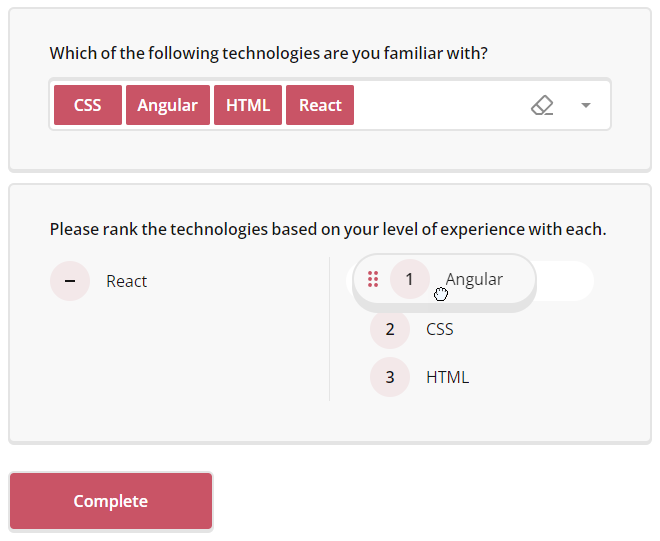 Which of the following technologies are you familiar with?
CSS Angular HTML React
Please rank the technologies based on your level of experience with each.
– React
1 Angular
2 CSS
3 HTML
Complete